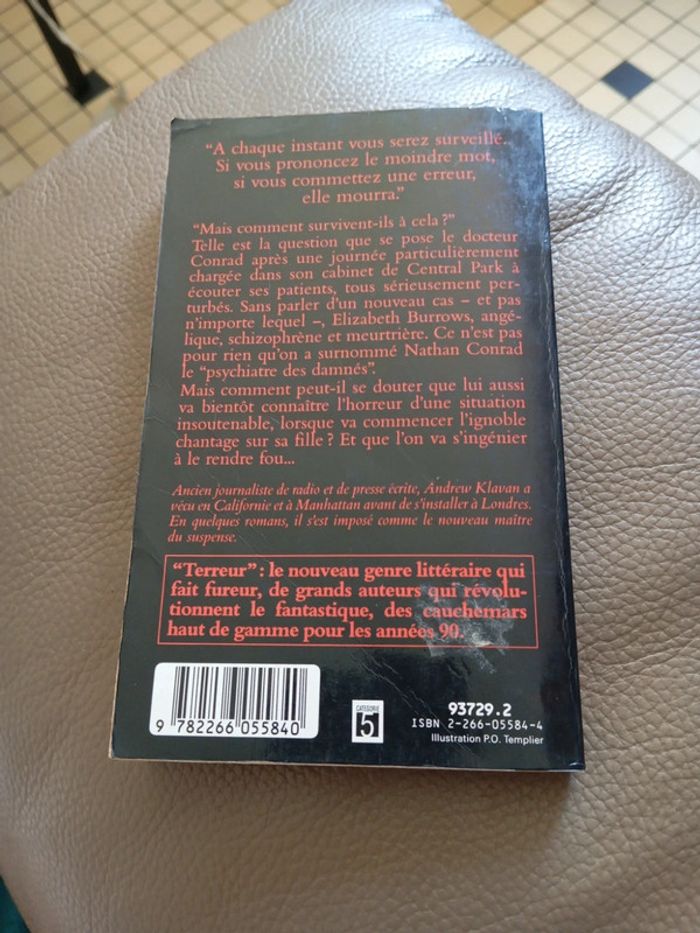 “A chaque instant vous serez surveillé.
Si vous prononcez le moindre mot,
si vous commettez une erreur,
elle mourra.”
“Mais comment survivent-ils à cela ?”
Telle est la question que se pose le docteur
Conrad après une journée particulièrement
chargée dans son cabinet de Central Park à
écouter ses patients, tous sérieusement per-
turbés. Sans parler d’un nouveau cas – et pas
n’importe lequel –, Elizabeth Burrows, angé-
lique, schizophrène et meurtrière. Ce n’est pas
pour rien qu’on a surnommé Nathan Conrad
le “psychiatre des damnés”.
Mais comment peut-il se douter que lui aussi
va bientôt connaître l’horreur d’une situation
insoutenable, lorsque va commencer l’ignoble
chantage sur sa fille ? Et que l’on va s’ingénier
à le rendre fou...
Ancien journaliste de radio et de presse écrite, Andrew Klavan a
vécu en Californie et à Manhattan avant de s’installer à Londres.
En quelques romans, il s’est imposé comme le nouveau maître
du suspense.
“Terreur” : le nouveau genre littéraire qui
fait fureur, de grands auteurs qui révolu-
tionnent le fantastique, des cauchemars
haut de gamme pour les années 90.
9 782266 055840
CATEGORIE
5
93729.2
ISBN 2-266-05584-4
Illustration P.O. Templier